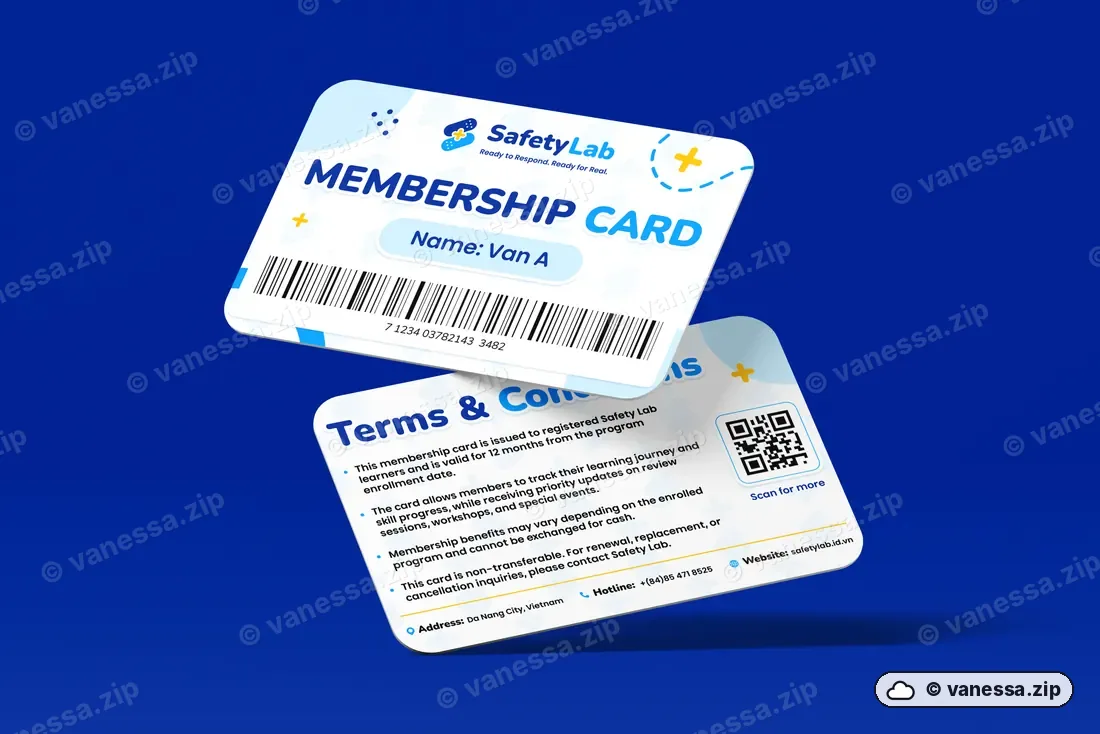 SafetyLab
Ready to Respond. Ready for Real.
MEMBERSHIP CARD
Name: Van A
7 1234 03782143 3482
Terms &
This membership card is issued to registered Safety Lab
learners and is valid for 12 months from the program
enrollment date.
The card allows members to track their learning journey and
skill progress, while receiving priority updates on review
sessions, workshops, and special events.
Membership benefits may vary depending on the enrolled
program and cannot be exchanged for cash.
This card is non-transferable. For renewal, replacement, or
cancellation inquiries, please contact Safety Lab.
Scan for more
Address: Da Nang City, Vietnam
Hotline: +(84)85 471 8525
Website: safetylab.id.vn
© vanessa.zip